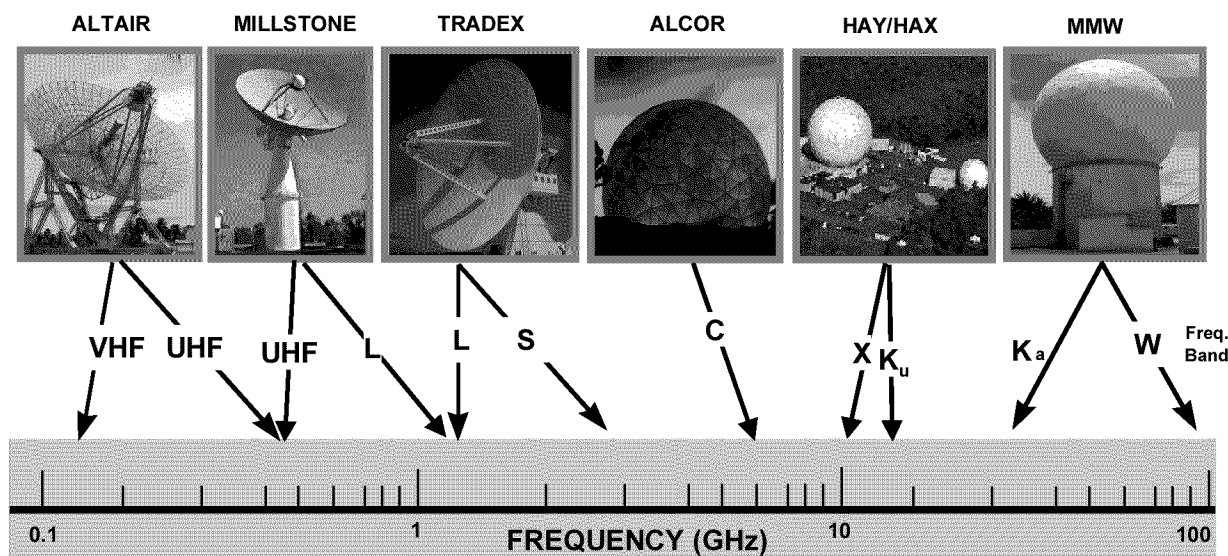 ALTAIR MILLSTONE TRADEX ALCOR HAY/HAX MMW
VHF UHF UHF L L S C X Ku Ka W Freq. Band
0.1 1 10 100
FREQUENCY (GHz)